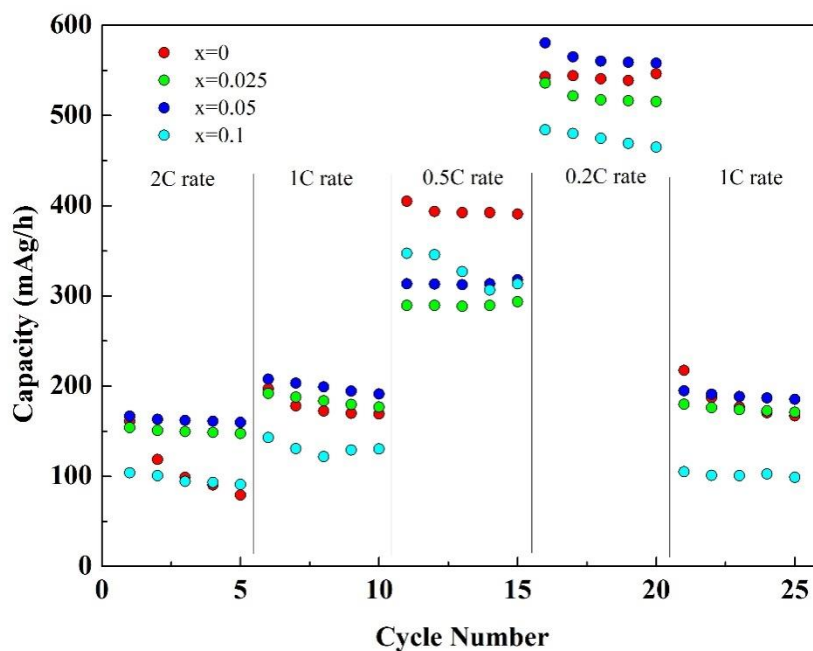 600
x=0
x=0.025
500
x=0.05
x=0.1
400
2C rate
1C rate
0.5C rate
0.2C rate
1C rate
300
200
100
0
0
5
10
15
20
25
Capacity (mAg/h)
Cycle Number